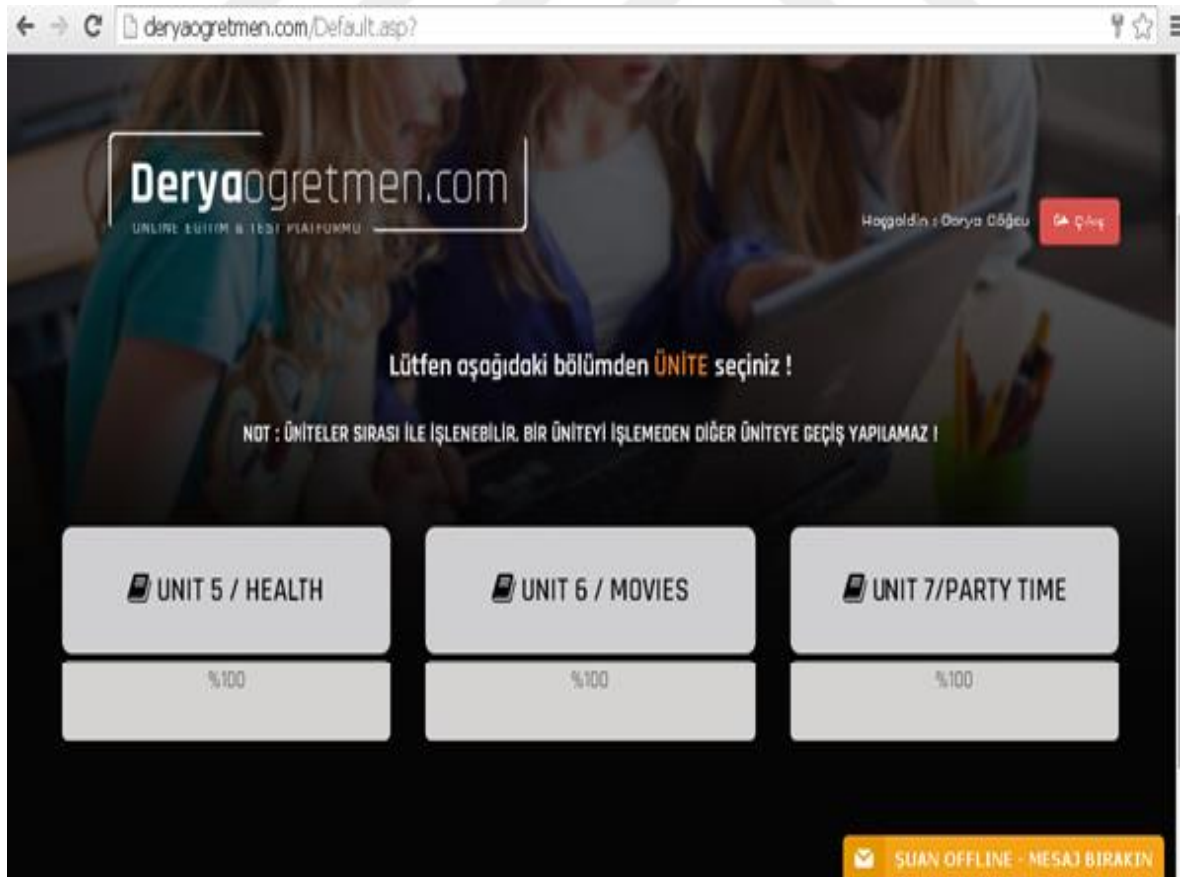 deryaogretmen.com/Default.asp?
Deryaogretmen.com
ONLINE EĞİTİM & TEST PLATFORMU
Hoşgeldin : Derya Çıkış
Lütfen aşağıdaki bölümden ÜNİTE seçiniz !
NOT : ÜNİTELER SIRASI İLE İŞLENEBİLİR. BİR ÜNİTEYİ İŞLEMEDEN DİĞER ÜNİTEYE GEÇİŞ YAPILAMAZ !
UNIT 5 / HEALTH
UNIT 6 / MOVIES
UNIT 7/PARTY TIME
%100
%100
%100
ŞUAN OFFLINE - MESAJ BIRAKIN